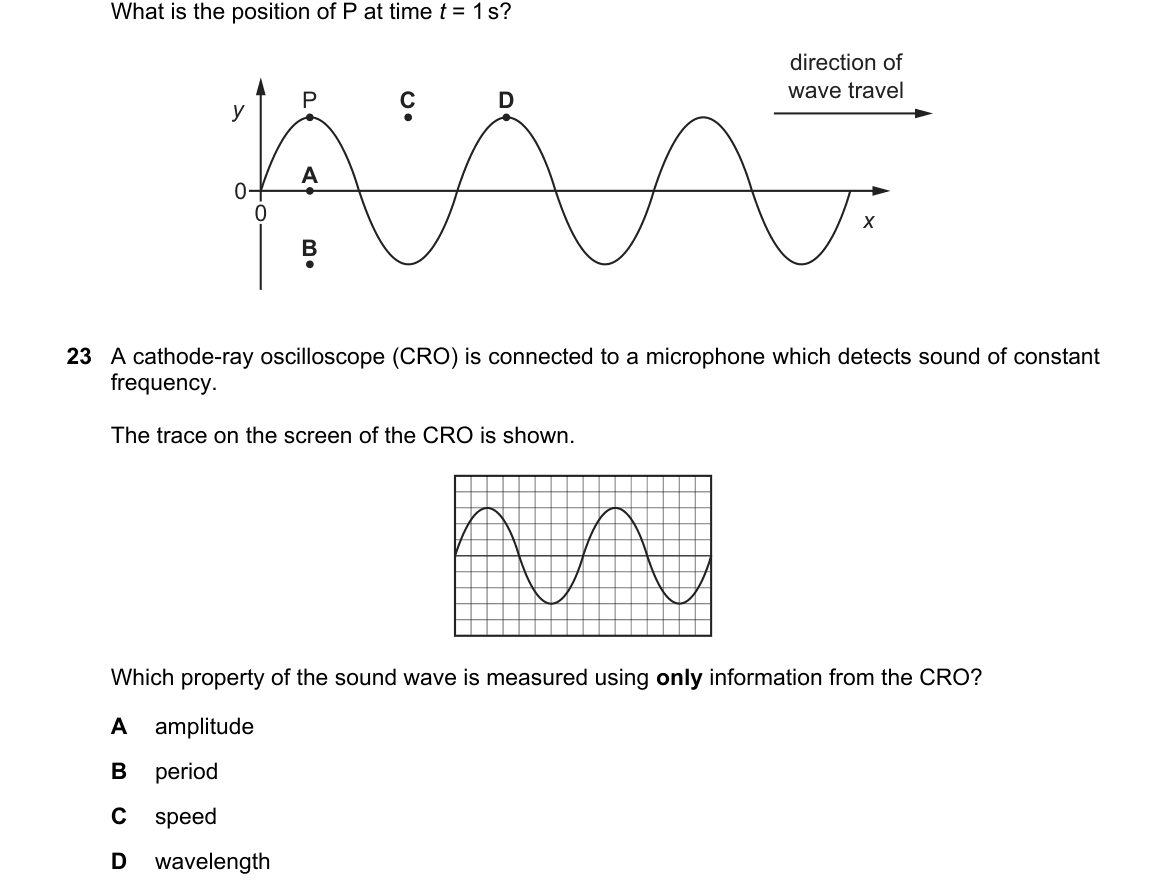 What is the position of P at time t = 1 s?
direction of
wave travel
y
P
C
D
A
0
0
x
B
23 A cathode-ray oscilloscope (CRO) is connected to a microphone which detects sound of constant
frequency.
The trace on the screen of the CRO is shown.
Which property of the sound wave is measured using only information from the CRO?
A amplitude
B period
C speed
D wavelength